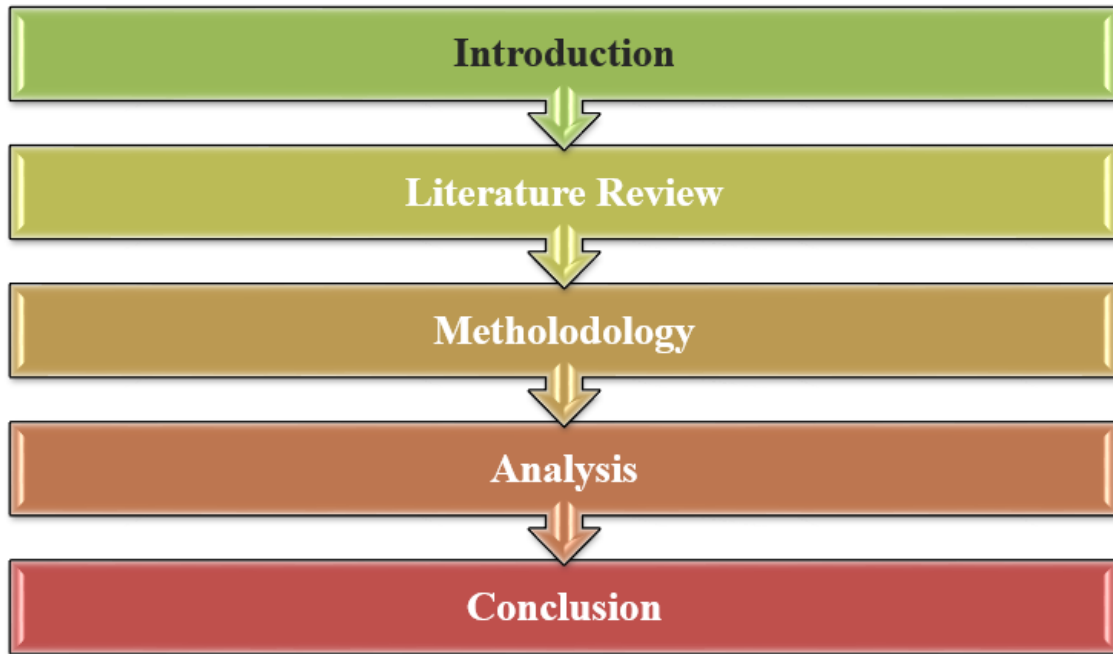 Introduction
Literature Review
Metholodology
Analysis
Conclusion